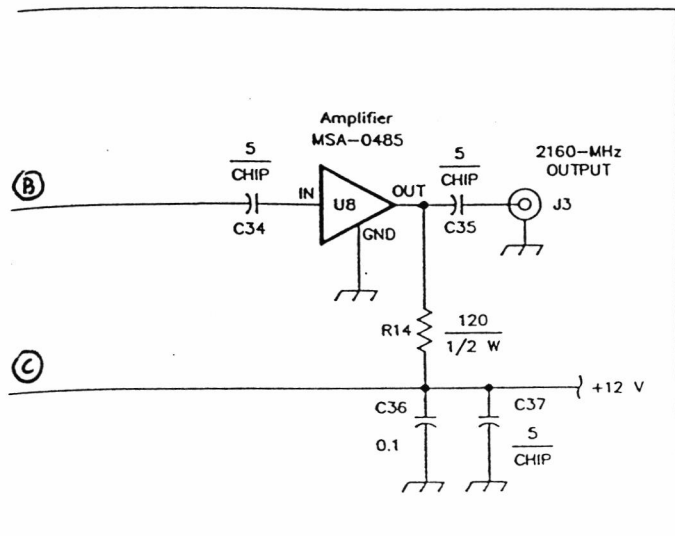 Amplifier
MSA-0485
5
CHIP
5
CHIP
2160-MHz
OUTPUT
B
IN
U8
OUT
J3
C34
GND
C35
R14
120
1/2 W
C
+12 V
C36
C37
0.1
5
CHIP